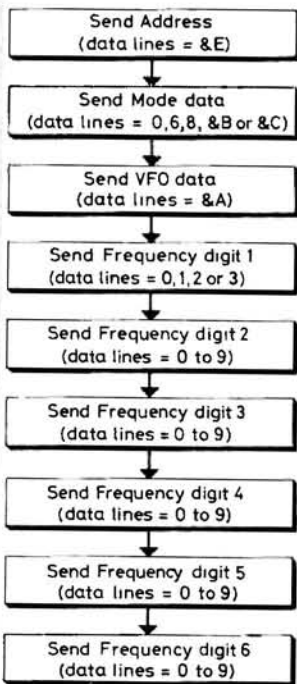 Send Address
(data lines = &E)
Send Mode data
(data lines = 0,6,8, &B or &C)
Send VFO data
(data lines = &A)
Send Frequency digit 1
(data lines = 0,1,2 or 3)
Send Frequency digit 2
(data lines = 0 to 9)
Send Frequency digit 3
(data lines = 0 to 9)
Send Frequency digit 4
(data lines = 0 to 9)
Send Frequency digit 5
(data lines = 0 to 9)
Send Frequency digit 6
(data lines = 0 to 9)